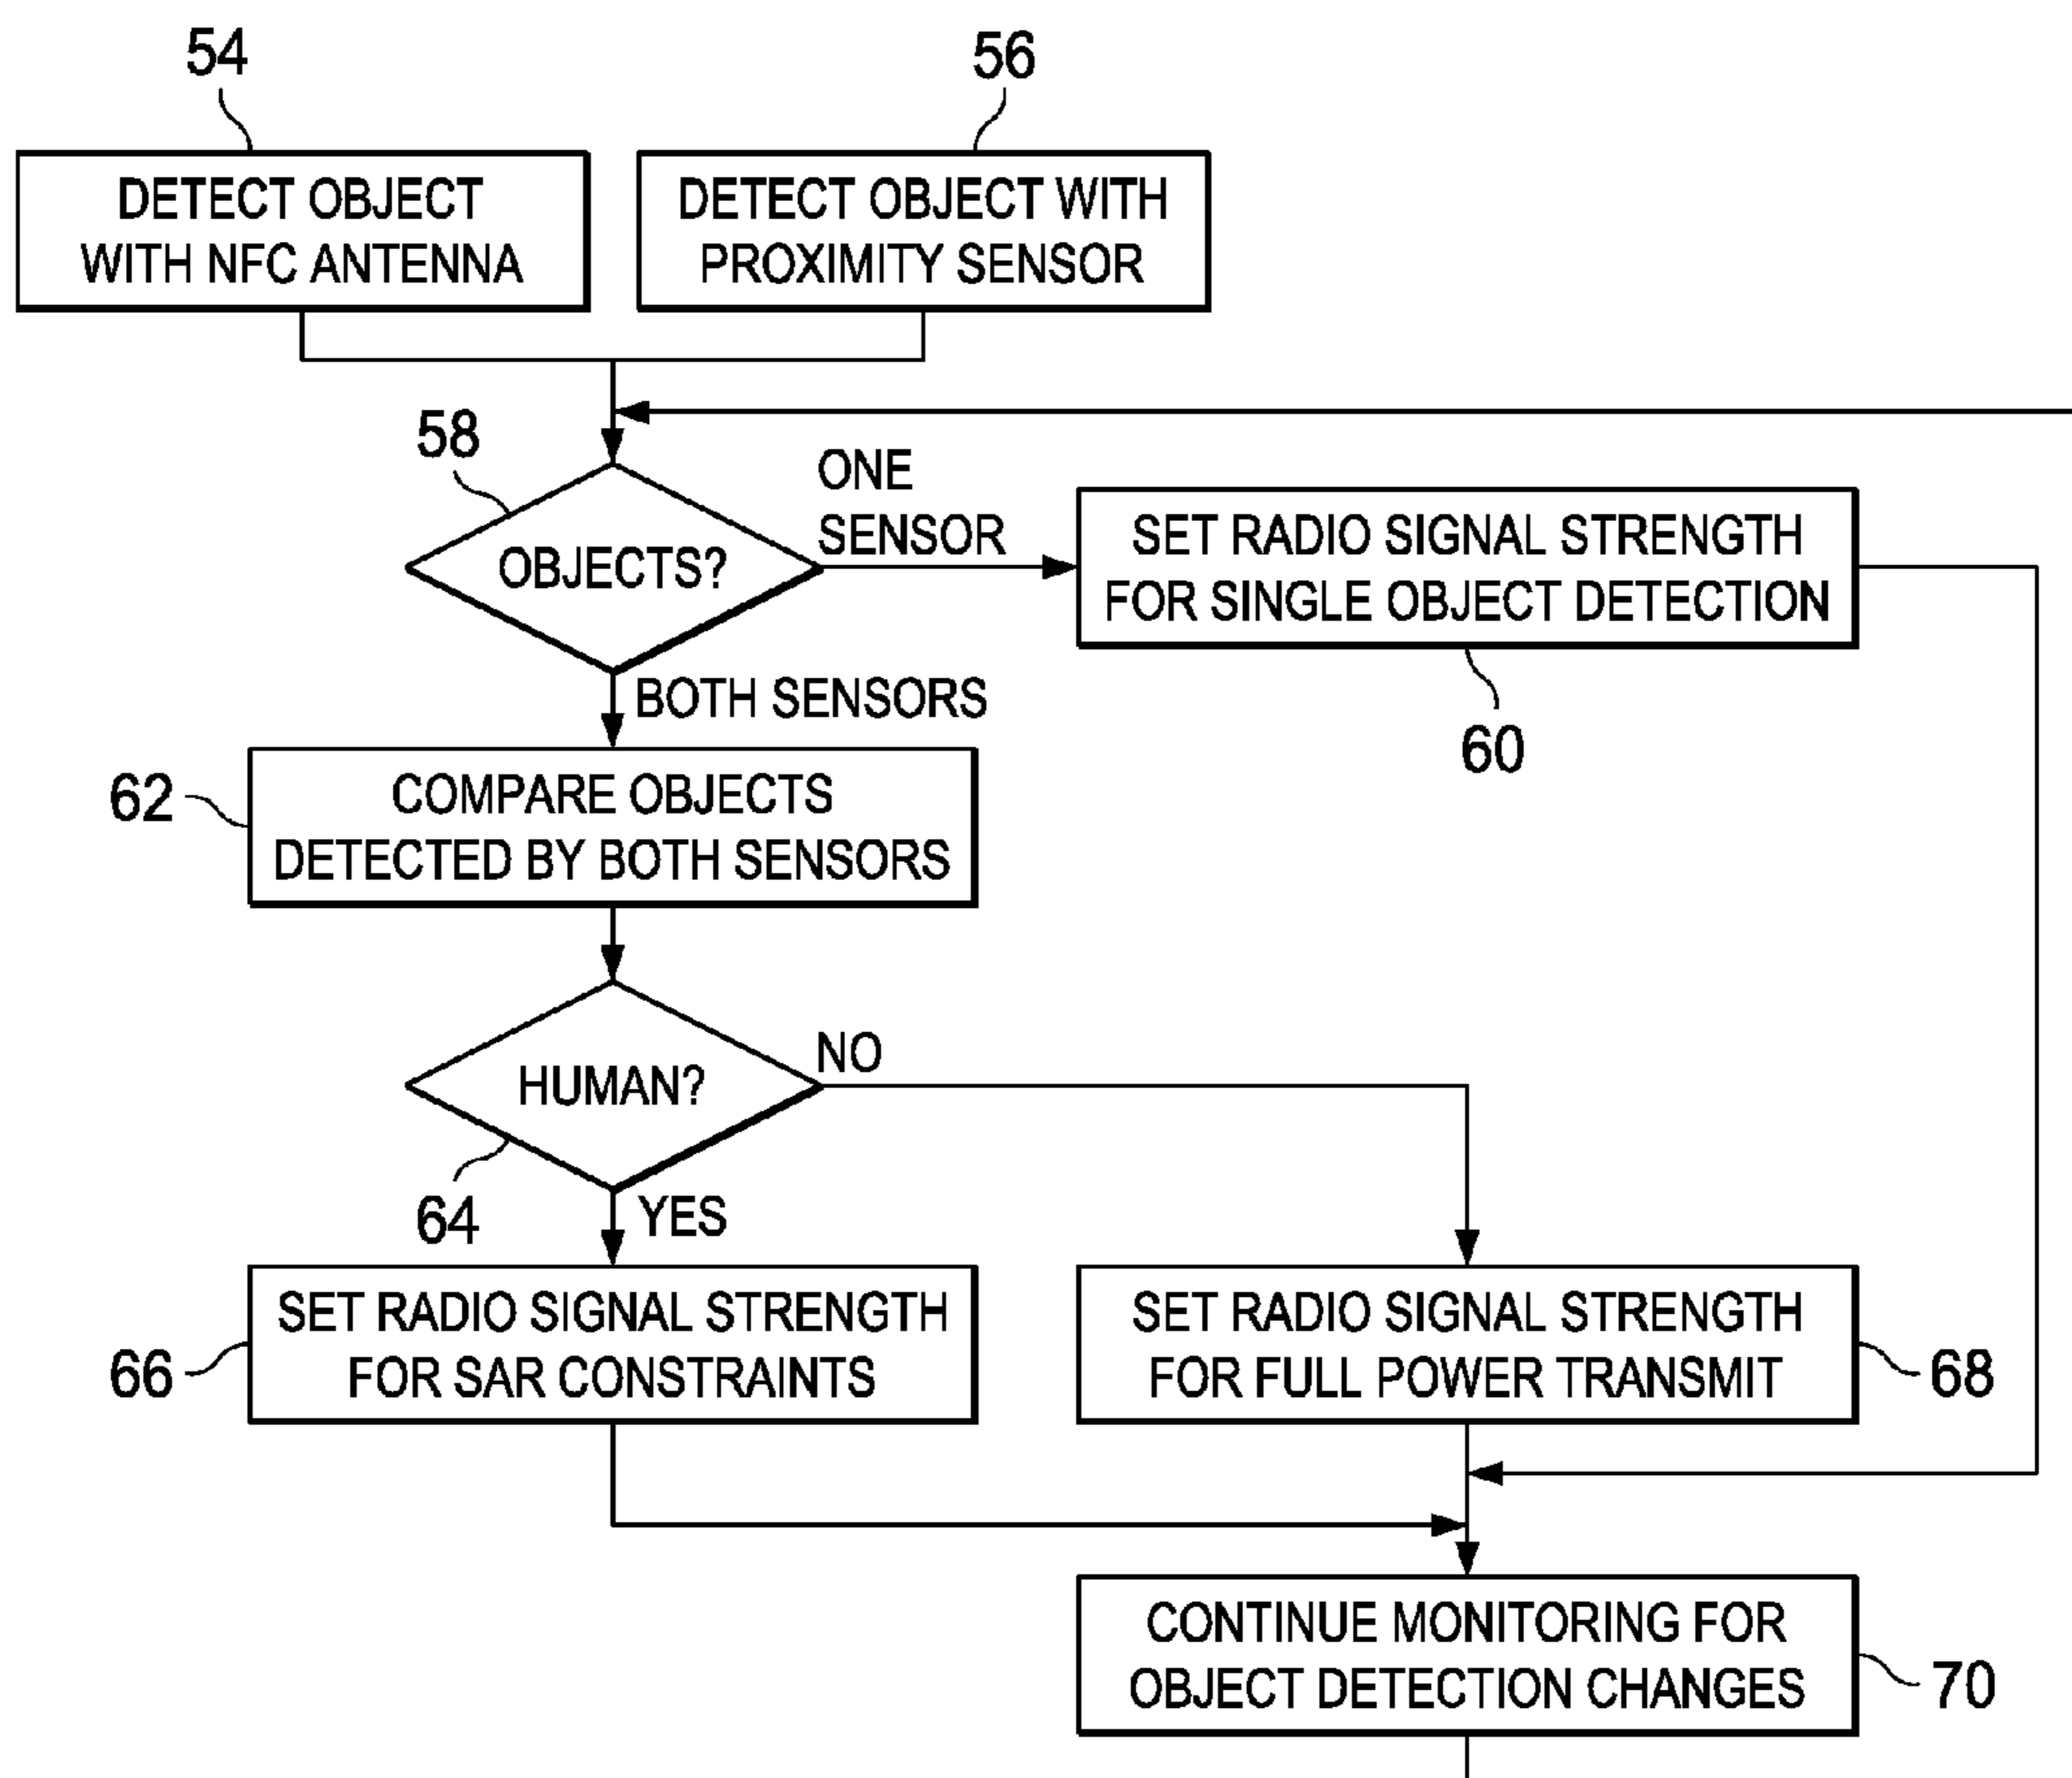 54
56
DETECT OBJECT
WITH NFC ANTENNA
DETECT OBJECT WITH
PROXIMITY SENSOR
58
OBJECTS?
ONE
SENSOR
SET RADIO SIGNAL STRENGTH
FOR SINGLE OBJECT DETECTION
60
BOTH SENSORS
62
COMPARE OBJECTS
DETECTED BY BOTH SENSORS
HUMAN?
NO
64
YES
66
SET RADIO SIGNAL STRENGTH
FOR SAR CONSTRAINTS
SET RADIO SIGNAL STRENGTH
FOR FULL POWER TRANSMIT
68
CONTINUE MONITORING FOR
OBJECT DETECTION CHANGES
70